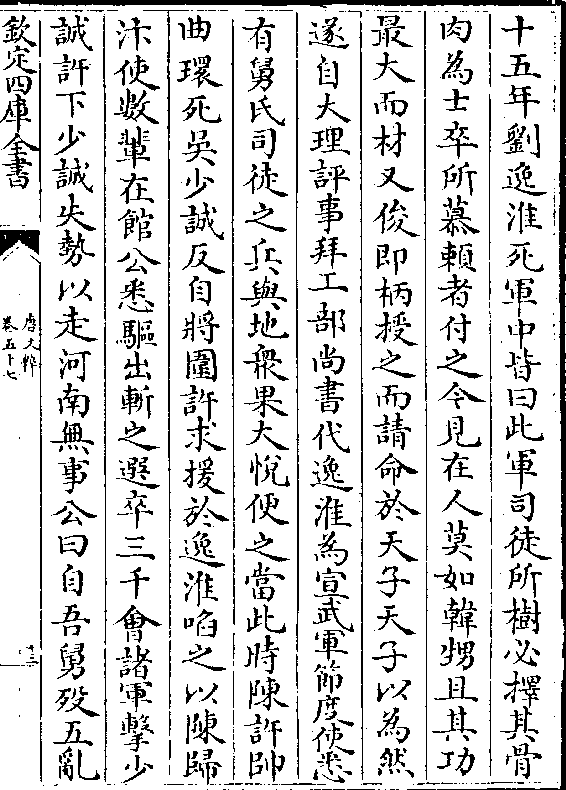 十五年劉逸淮死軍中皆曰此軍司徒所樹必擇其骨
肉為士卒所慕賴者付之今見在人莫如韓甥且其功
最大而材又俊即柄授之而請命於天子天子以為然
遂自大理評事拜工部尚書代逸淮為宣武軍節度使悉
有舅氏司徒之兵與地衆果大悅便之當此時陳許帥
曲環死吳少誠反自將圍許求援於逸淮啗之以陳歸
汴使數輩在館公悉驅出斬之選卒三千會諸軍擊少
誠許下少誠失勢以走河南無事公曰自吾舅歿五亂
欽定四庫全書
唐文粹
卷五十七
十二